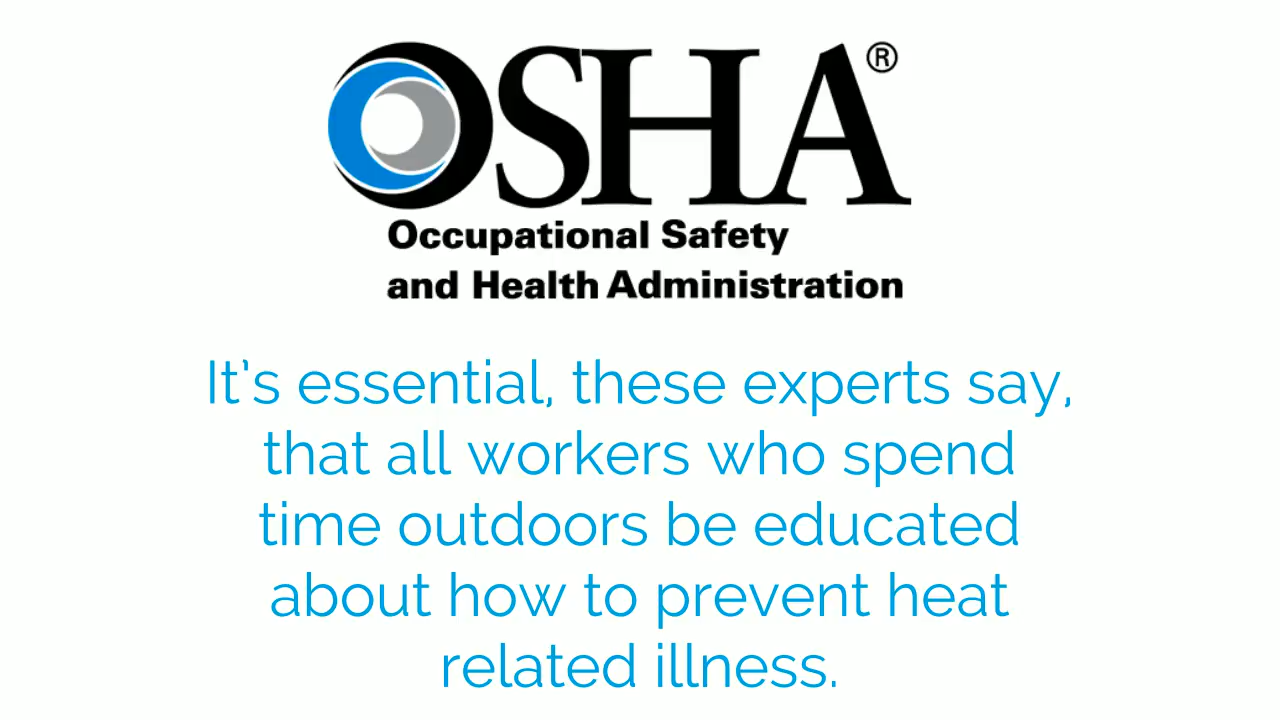 OSHA®
Occupational Safety
and Health Administration
It's essential, these experts say,
that all workers who spend
time outdoors be educated
about how to prevent heat
related illness.